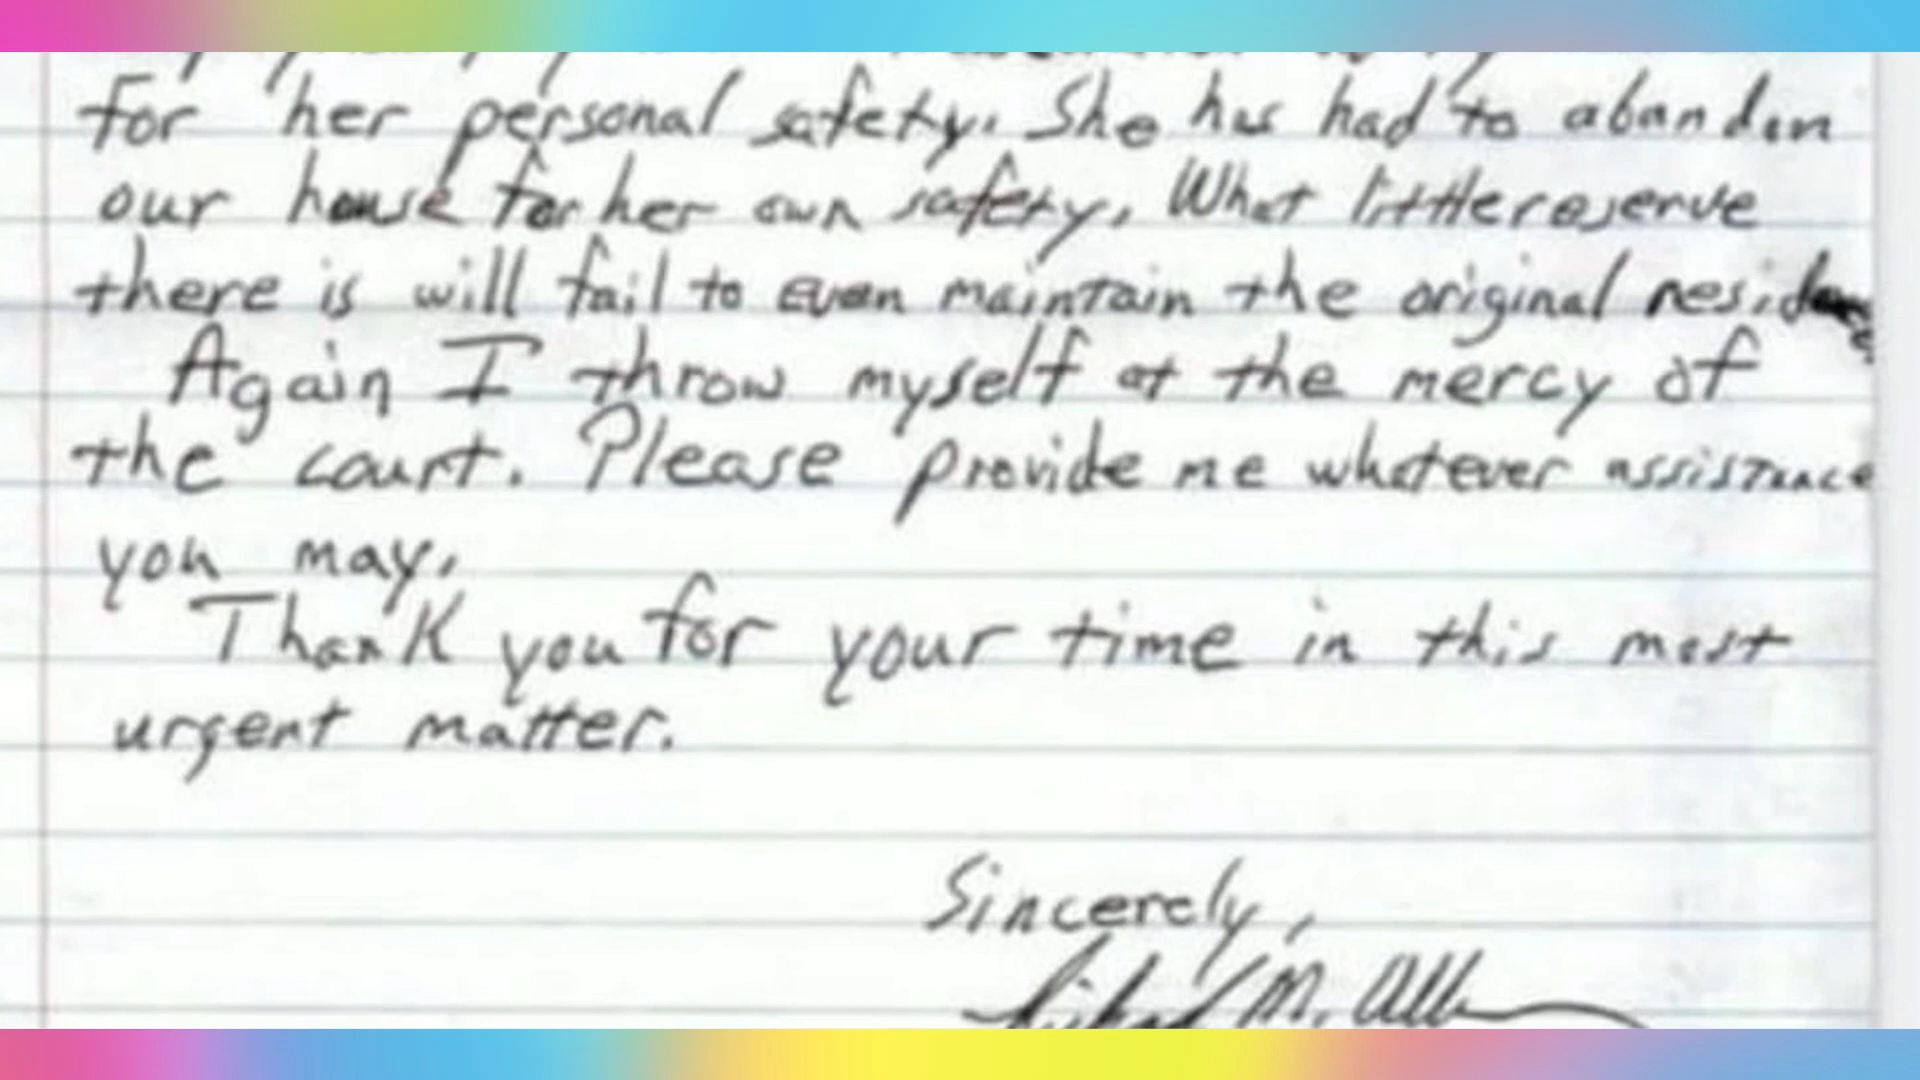 for her personal safety. She has had to abandon
our house for her own safety. What little reserve
there is will fail to even maintain the original
Again I throw myself at the mercy of
the court. Please provide me whatever assistance
you may.
Thank you for your time in this most
urgent matter.
Sincerely,
M. All